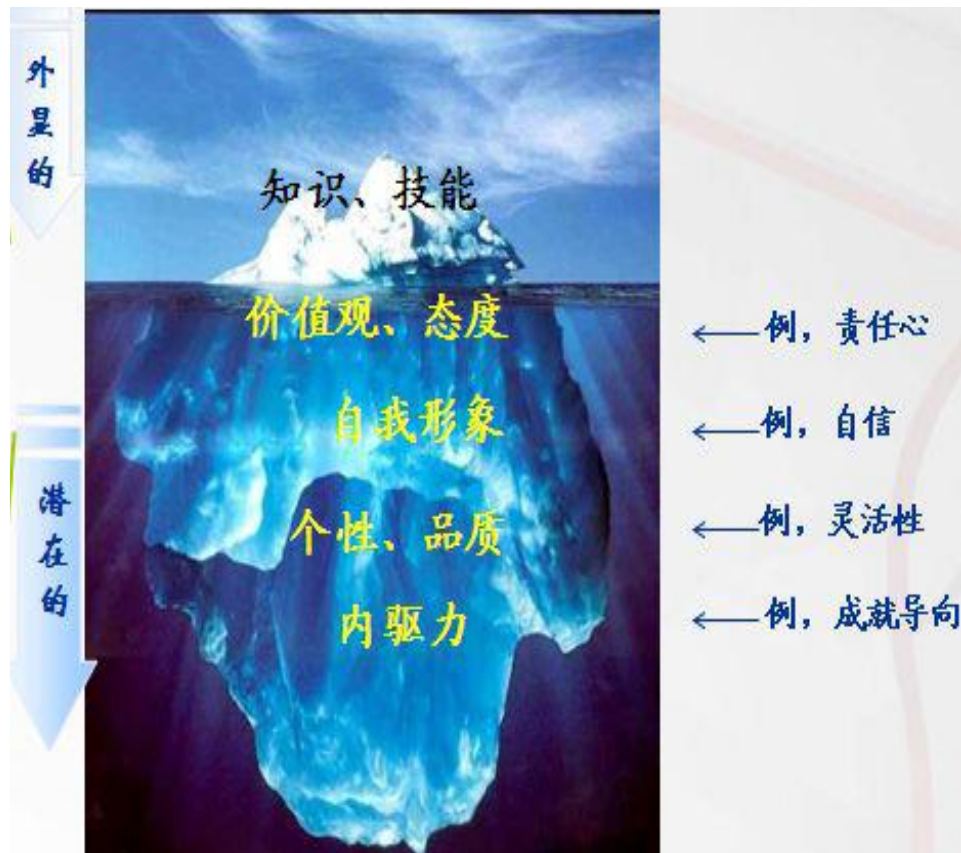 外显的
知识、技能
价值观、态度
←例，责任心
自我形象
←例，自信
潜在的
个性、品质
←例，灵活性
内驱力
←例，成就导向